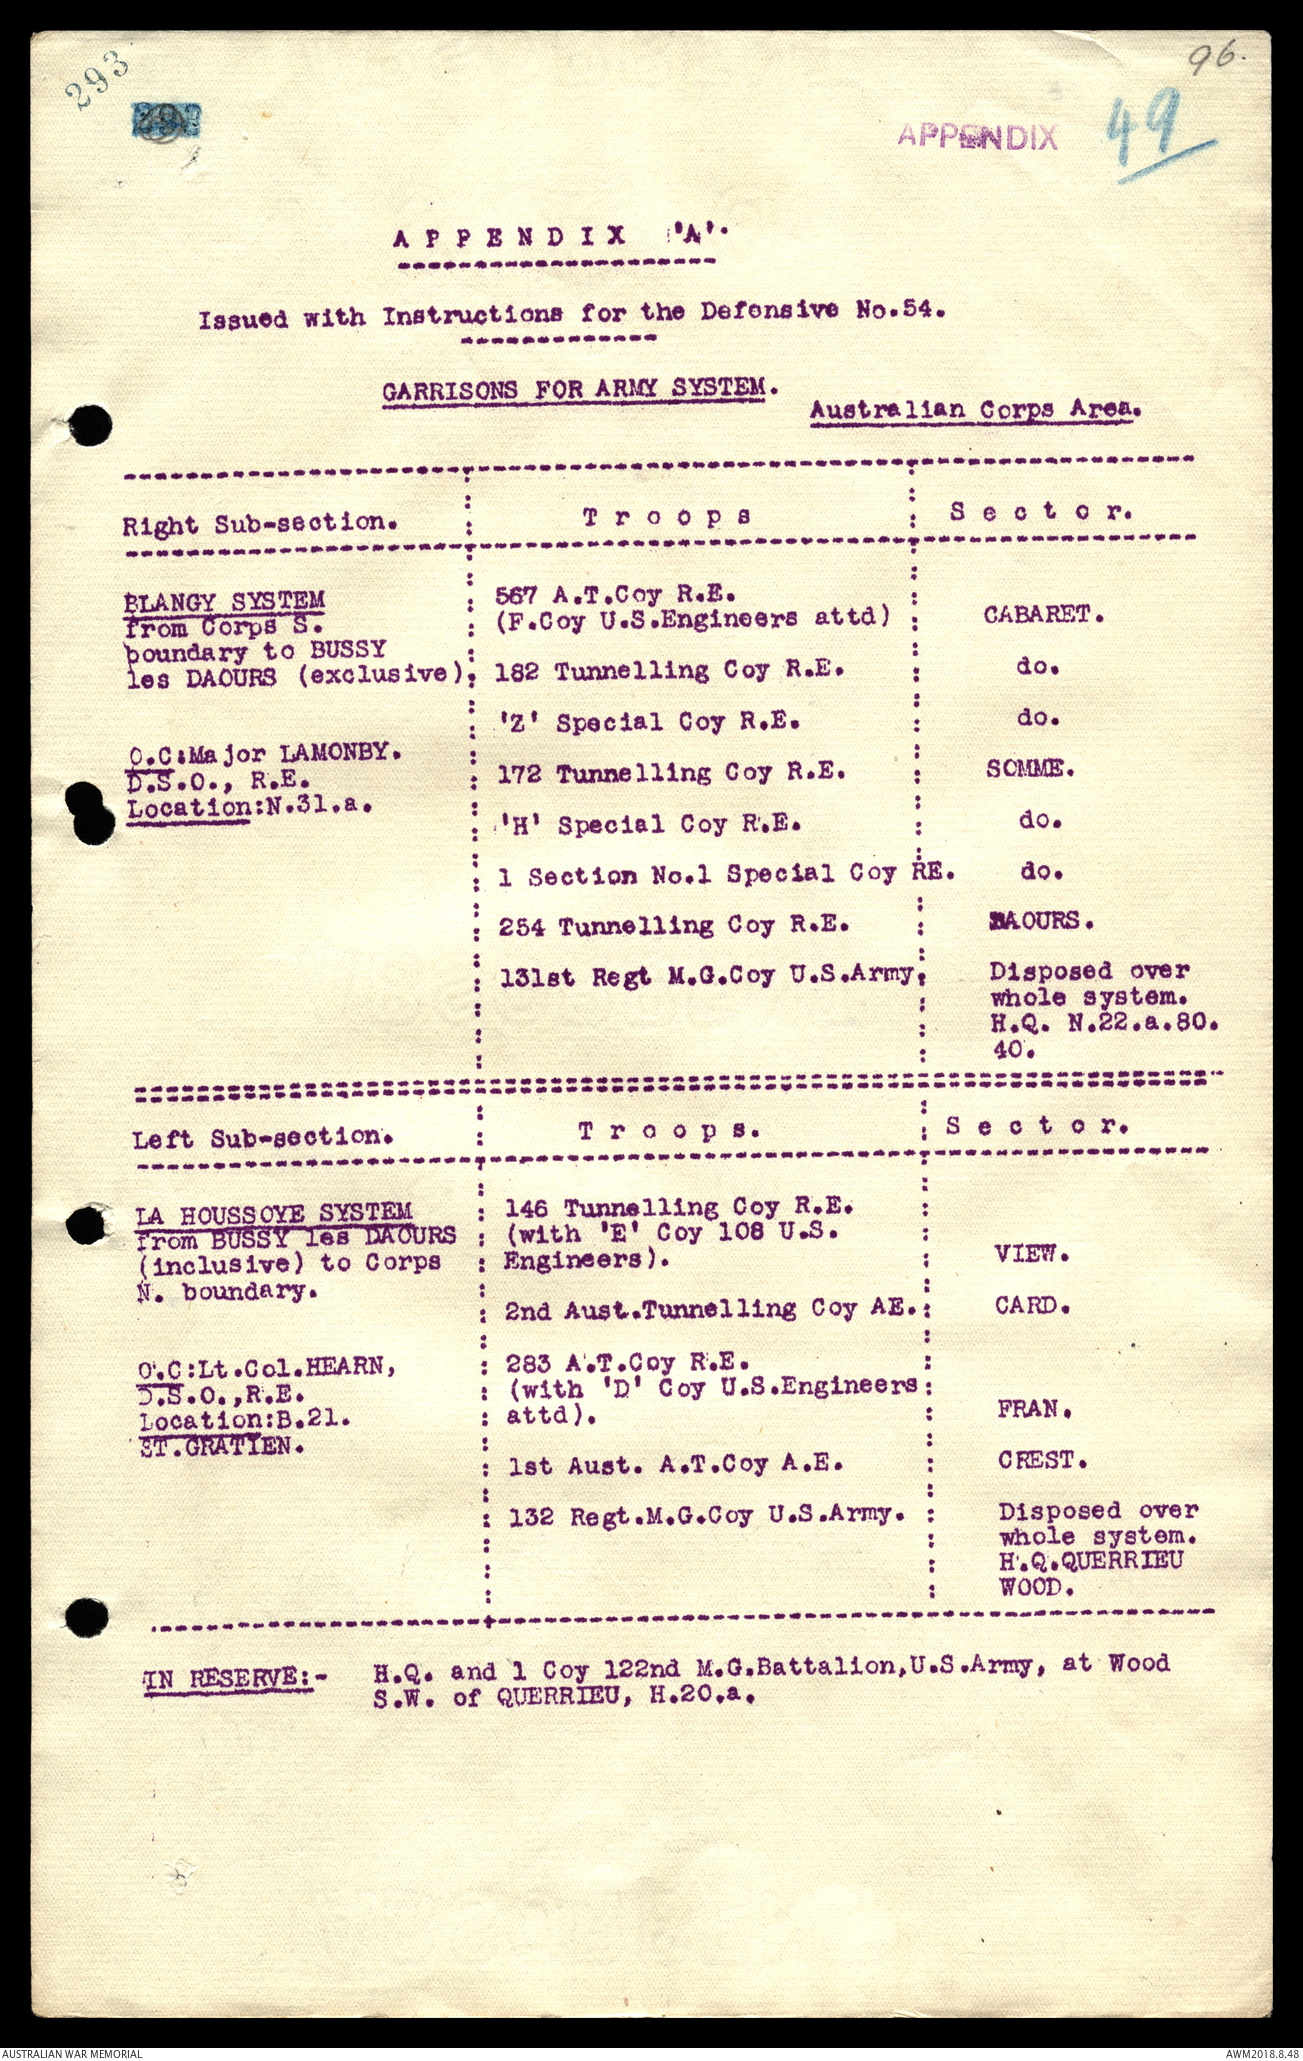 293
96.
APPENDIX 49
APPENDIX 'A'.
Issued with Instructions for the Defensive No.54.
GARRISONS FOR ARMY SYSTEM.
Australian Corps Area.
Right Sub-section. : Troops : Sector.
BLANGY SYSTEM
from Corps S.
boundary to BUSSY
les DAOURS (exclusive).
O.C:Major LAMONBY.
D.S.O., R.E.
Location:N.31.a.
567 A.T.Coy R.E.
(F.Coy U.S.Engineers attd) : CABARET.
182 Tunnelling Coy R.E. : do.
'Z' Special Coy R.E. : do.
172 Tunnelling Coy R.E. : SOMME.
'H' Special Coy R.E. : do.
1 Section No.1 Special Coy RE. do.
254 Tunnelling Coy R.E. : DAOURS.
131st Regt M.G.Coy U.S.Army. Disposed over
whole system.
H.Q. N.22.a.80.
40.
Left Sub-section. : Troops. : Sector.
LA HOUSSOYE SYSTEM
from BUSSY les DAOURS
(inclusive) to Corps
N. boundary.
O.C:Lt.Col.HEARN,
D.S.O.,R.E.
Location:B.21.
ST.GRATIEN.
146 Tunnelling Coy R.E.
(with 'E' Coy 108 U.S.
Engineers). : VIEW.
2nd Aust.Tunnelling Coy AE.: CARD.
283 A.T.Coy R.E.
(with 'D' Coy U.S.Engineers
attd). : FRAN.
1st Aust. A.T.Coy A.E. : CREST.
132 Regt.M.G.Coy U.S.Army. : Disposed over
whole system.
H.Q.QUERRIEU
WOOD.
IN RESERVE:- H.Q. and 1 Coy 122nd M.G.Battalion,U.S.Army, at Wood
S.W. of QUERRIEU, H.20.a.
AUSTRALIAN WAR MEMORIAL
AWM2018.8.48